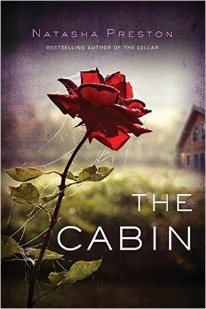 NATASHA PRESTON
BESTSELLING AUTHOR OF THE CELLAR
THE
CABIN